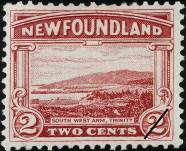 NEWFOUNDLAND
SOUTH WEST ARM, TRINITY
2 TWO CENTS 2